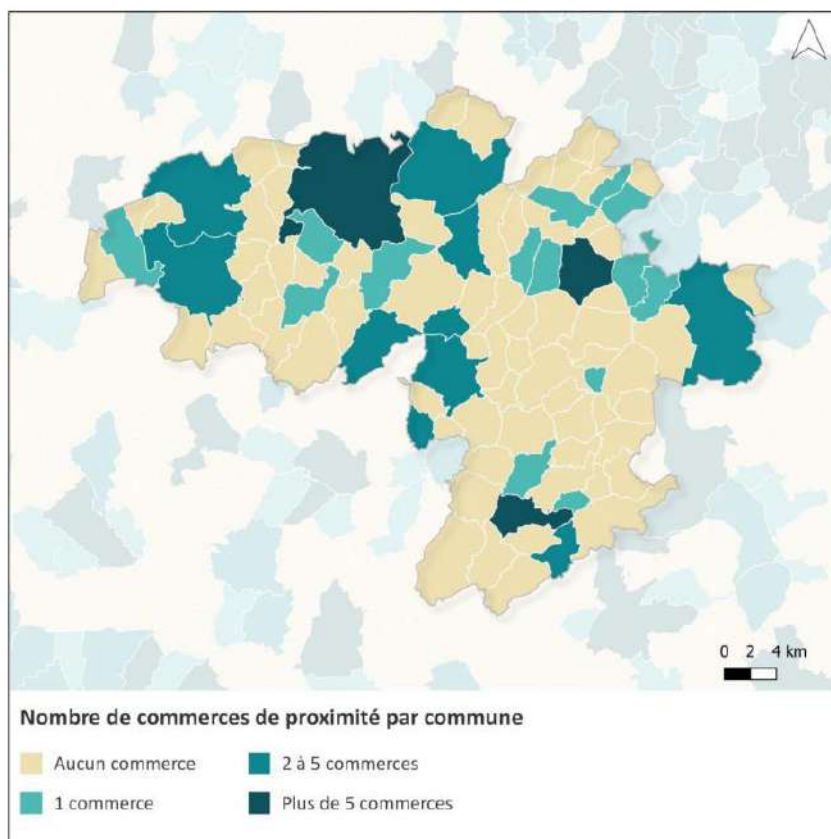 0 2 4 km
Nombre de commerces de proximité par commune
Aucun commerce
2 à 5 commerces
1 commerce
Plus de 5 commerces